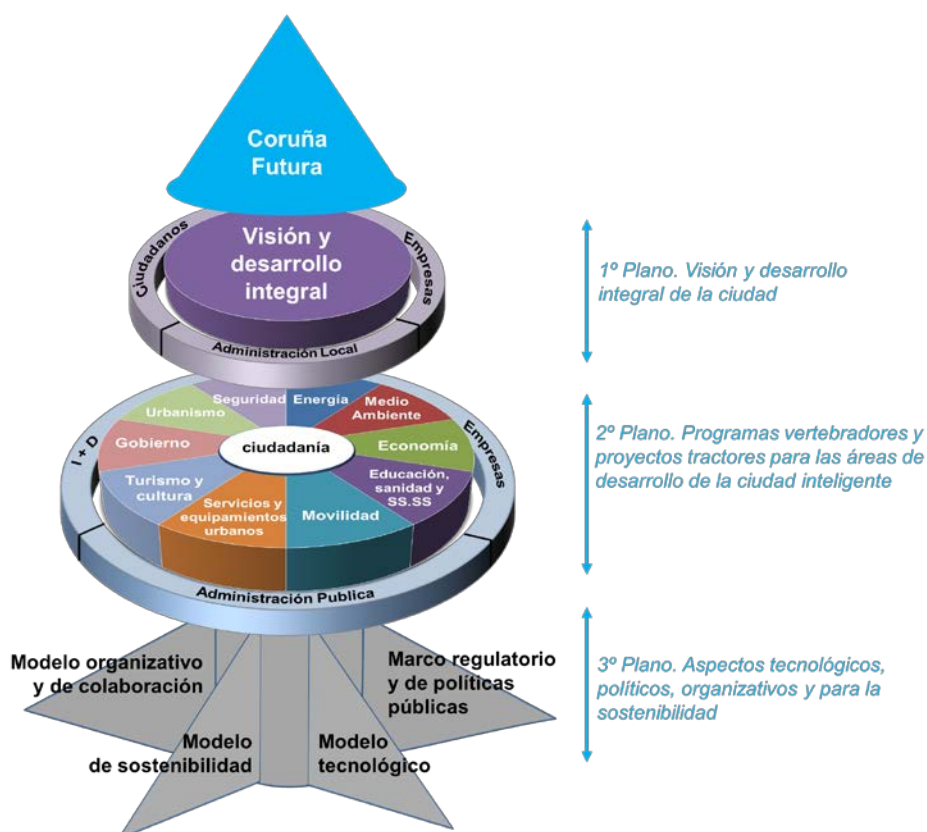 Coruña
Futura
Ciudadanos
Visión y
desarrollo
integral
Empresas
Administración Local
1º Plano. Visión y desarrollo
integral de la ciudad
Seguridad
Energía
Urbanismo
Medio
Ambiente
Gobierno
ciudadanía
Economía
I + D
Empresas
Turismo y
cultura
Educación,
sanidad y
SS.SS
Servicios y
equipamientos
urbanos
Movilidad
Administración Publica
2º Plano. Programas vertebradores y
proyectos tractores para las áreas de
desarrollo de la ciudad inteligente
Modelo organizativo
y de colaboración
Marco regulatorio
y de políticas
públicas
Modelo
de sostenibilidad
Modelo
tecnológico
3º Plano. Aspectos tecnológicos,
políticos, organizativos y para la
sostenibilidad